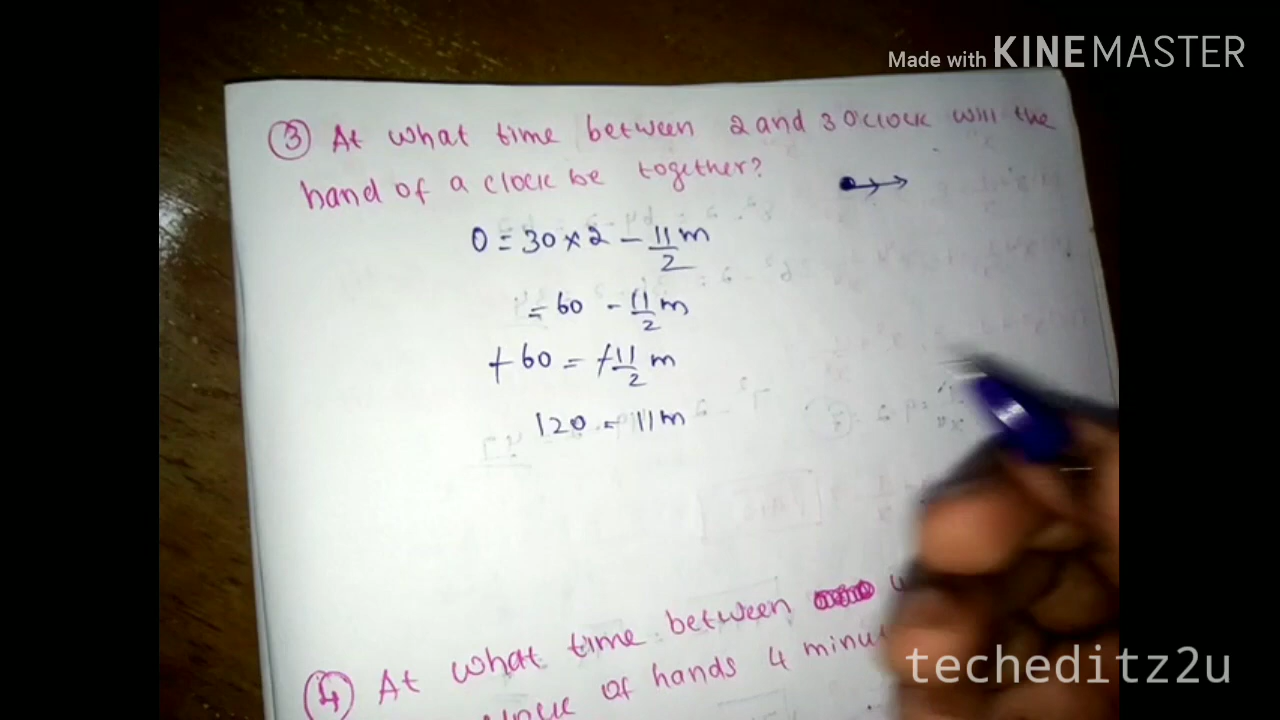 Made with KINEMASTER
③ At what time between 2 and 3 O'clock will the
hand of a clock be together?
0 = 30 × 2 - 11/2 m
= 60 - 11/2 m
+60 = +11/2 m
120 = 11m
④ At what time between
of hands 4
techeditz2u